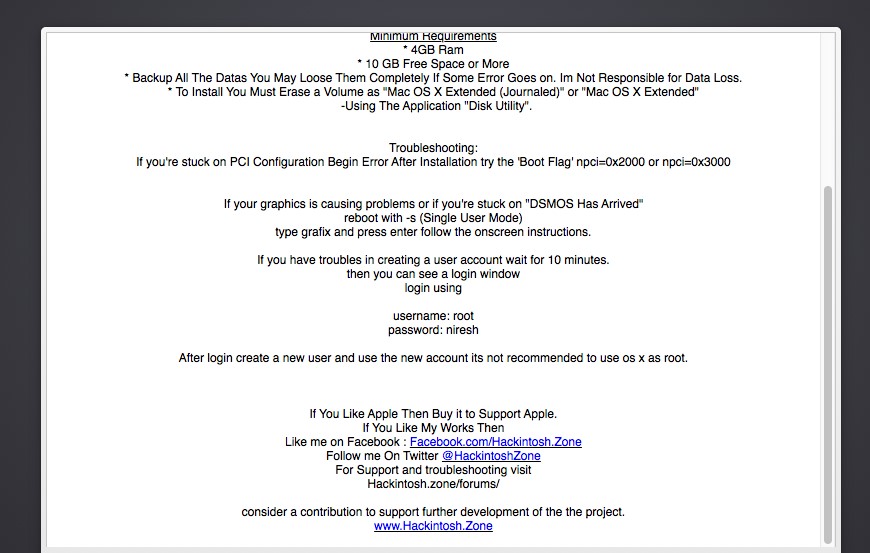 Minimum Requirements
* 4GB Ram
* 10 GB Free Space or More
* Backup All The Datas You May Loose Them Completely If Some Error Goes on. Im Not Responsible for Data Loss.
* To Install You Must Erase a Volume as "Mac OS X Extended (Journaled)" or "Mac OS X Extended"
-Using The Application "Disk Utility".
Troubleshooting:
If you're stuck on PCI Configuration Begin Error After Installation try the 'Boot Flag' npci=0x2000 or npci=0x3000
If your graphics is causing problems or if you're stuck on "DSMOS Has Arrived"
reboot with -s (Single User Mode)
type grafix and press enter follow the onscreen instructions.
If you have troubles in creating a user account wait for 10 minutes.
then you can see a login window
login using
username: root
password: niresh
After login create a new user and use the new account its not recommended to use os x as root.
If You Like Apple Then Buy it to Support Apple.
If You Like My Works Then
Like me on Facebook : Facebook.com/Hackintosh.Zone
Follow me On Twitter @HackintoshZone
For Support and troubleshooting visit
Hackintosh.zone/forums/
consider a contribution to support further development of the the project.
www.Hackintosh.Zone